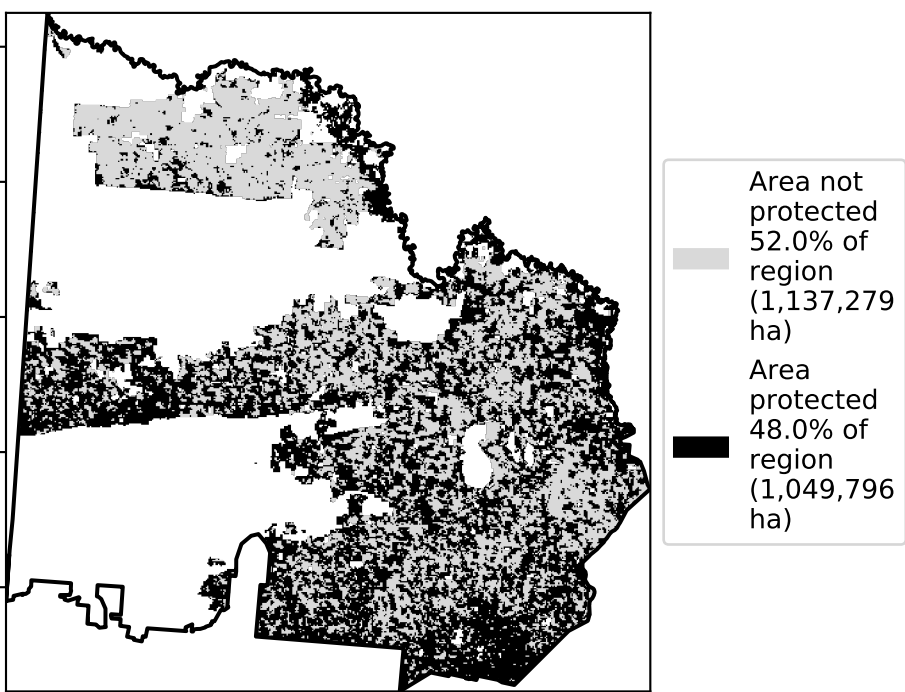 Area not
protected
52.0% of
region
(1,137,279
ha)
Area
protected
48.0% of
region
(1,049,796
ha)